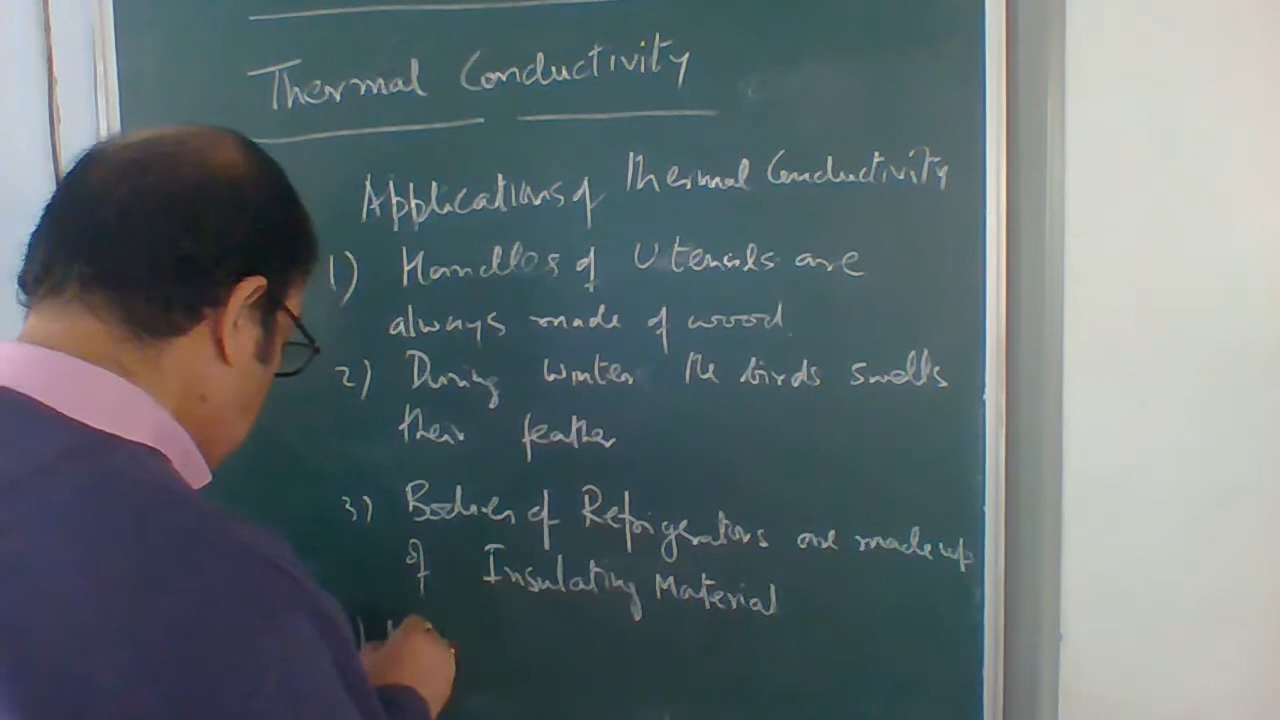 Thermal Conductivity
Applications of Thermal Conductivity
1) Handles of Utensils are
always made of wood
2) During winter the birds swells
their feather
3) Bodies of Refrigerators are made up
of Insulating Material